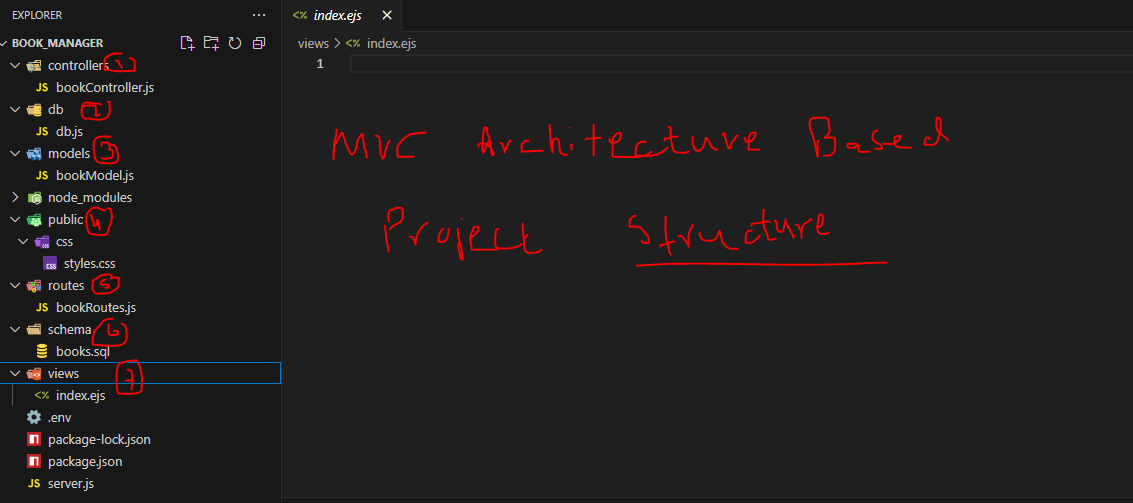 EXPLORER
index.ejs
BOOK_MANAGER
views > <% index.ejs
controllers 1
1
JS bookController.js
db 2
JS db.js
models 3
JS bookModel.js
node_modules
public 4
css
styles.css
routes 5
JS bookRoutes.js
schema 6
books.sql
views 7
<% index.ejs
.env
package-lock.json
package.json
JS server.js
MVC Architecture Based
Project Structure